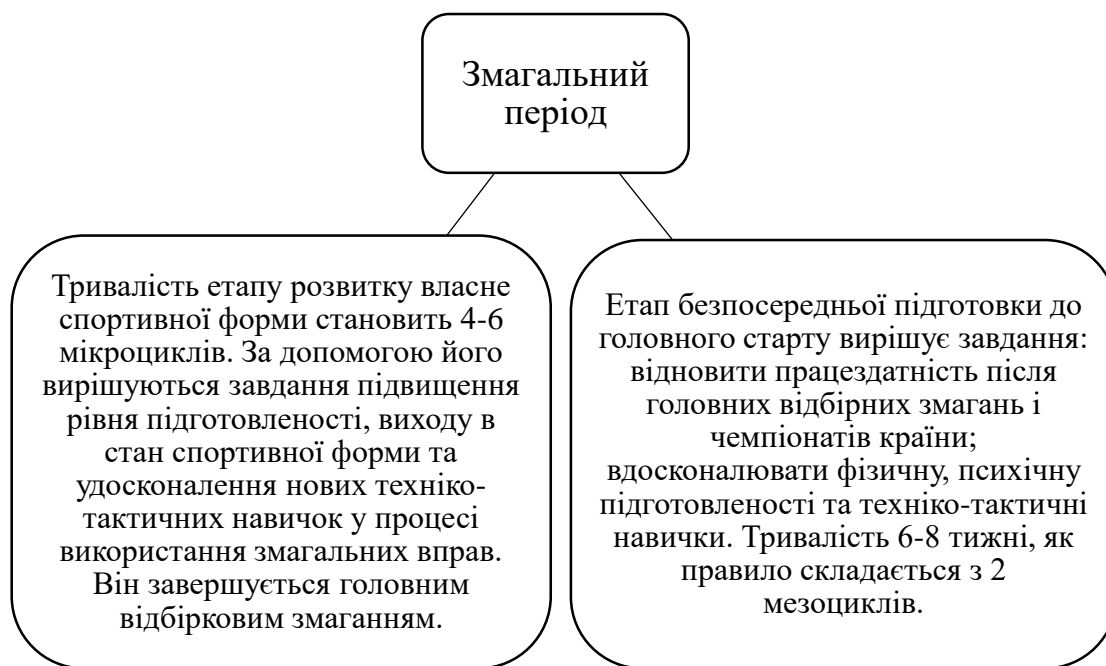 Змагальний
період
Тривалість етапу розвитку власне
спортивної форми становить 4-6
мікроциклів. За допомогою його
вирішуються завдання підвищення
рівня підготовленості, виходу в
стан спортивної форми та
удосконалення нових техніко-
тактичних навичок у процесі
використання змагальних вправ.
Він завершується головним
відбірковим змаганням.
Етап безпосередньої підготовки до
головного старту вирішує завдання:
відновити працездатність після
головних відбірних змагань і
чемпіонатів країни;
вдосконалювати фізичну, психічну
підготовленості та техніко-тактичні
навички. Тривалість 6-8 тижні, як
правило складається з 2
мезоциклів.